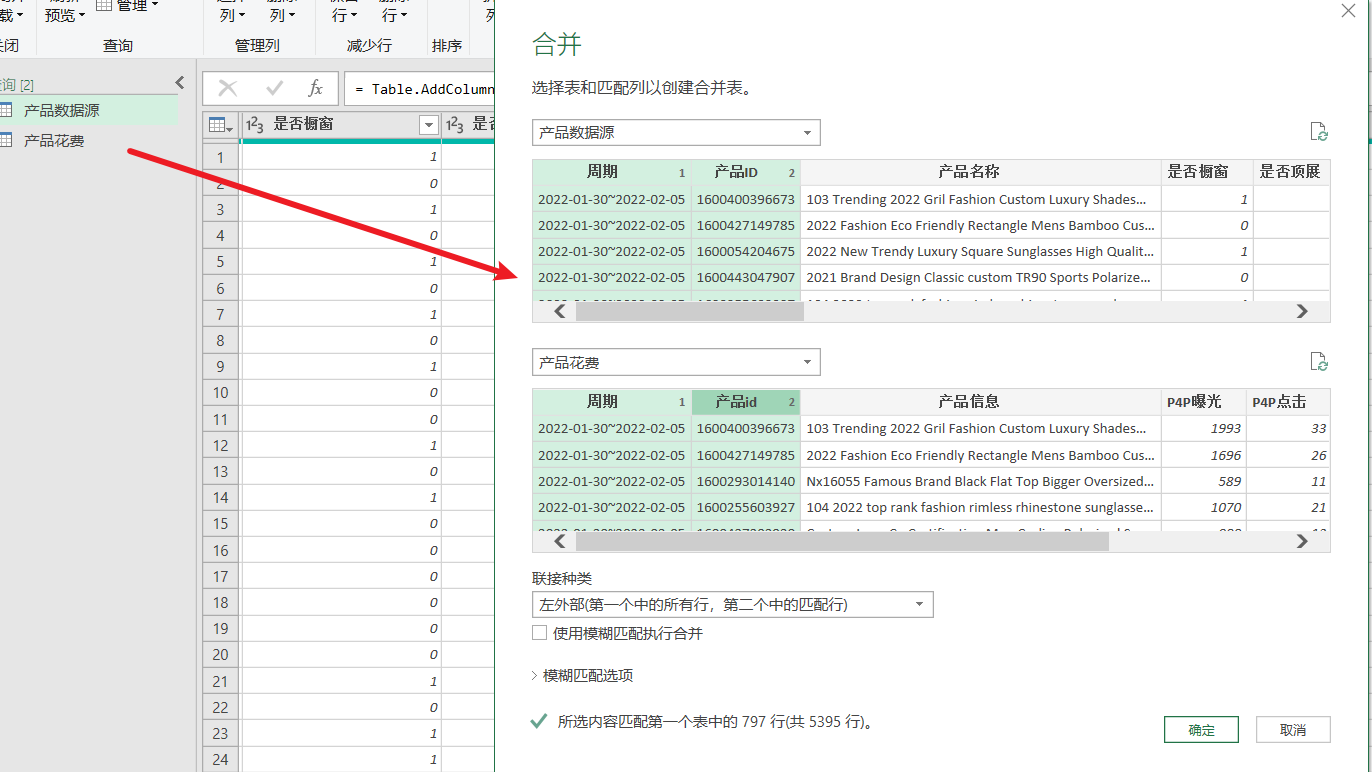 预览 管理
列 列 行 行
查询 管理列 减少行 排序
询 [2]
产品数据源
产品花费
fx = Table.AddColumn
1²3 是否橱窗 1²3 是
1 1
2 0
3 1
4 0
5 1
6 0
7 1
8 0
9 1
10 0
11 0
12 1
13 0
14 1
15 0
16 0
17 0
18 0
19 0
20 0
21 1
22 0
23 1
24 1
合并
选择表和匹配列以创建合并表。
产品数据源
周期 1 产品ID 2 产品名称 是否橱窗 是否顶展
2022-01-30~2022-02-05 1600400396673 103 Trending 2022 Gril Fashion Custom Luxury Shades... 1
2022-01-30~2022-02-05 1600427149785 2022 Fashion Eco Friendly Rectangle Mens Bamboo Cus... 0
2022-01-30~2022-02-05 1600054204675 2022 New Trendy Luxury Square Sunglasses High Qualit... 1
2022-01-30~2022-02-05 1600443047907 2021 Brand Design Classic custom TR90 Sports Polarize... 0
产品花费
周期 1 产品id 2 产品信息 P4P曝光 P4P点击
2022-01-30~2022-02-05 1600400396673 103 Trending 2022 Gril Fashion Custom Luxury Shades... 1993 33
2022-01-30~2022-02-05 1600427149785 2022 Fashion Eco Friendly Rectangle Mens Bamboo Cus... 1696 26
2022-01-30~2022-02-05 1600293014140 Nx16055 Famous Brand Black Flat Top Bigger Oversized... 589 11
2022-01-30~2022-02-05 1600255603927 104 2022 top rank fashion rimless rhinestone sunglasse... 1070 21
联接种类
左外部(第一个中的所有行，第二个中的匹配行)
使用模糊匹配执行合并
模糊匹配选项
所选内容匹配第一个表中的 797 行(共 5395 行)。
确定 取消